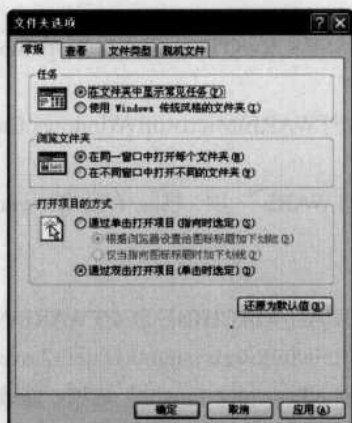 文件夹选项
常规 查看 文件类型 脱机文件
任务
在文件夹中显示常见任务(P)
使用 Windows 传统风格的文件夹(I)
浏览文件夹
在同一窗口中打开每个文件夹(M)
在不同窗口中打开不同的文件夹(Y)
打开项目的方式
通过单击打开项目(指向时选定)(S)
根据浏览器设置给图标标题加下划线(B)
仅当指向图标标题时加下划线(P)
通过双击打开项目(单击时选定)(D)
还原为默认值(R)
确定 取消 应用(A)